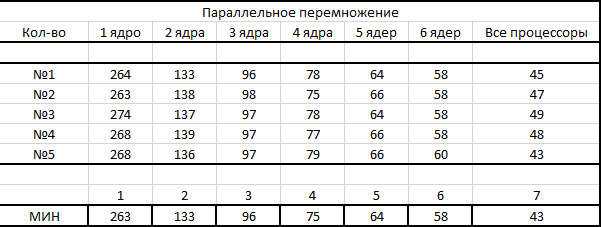 Параллельное перемножение
Кол-во 1 ядро 2 ядра 3 ядра 4 ядра 5 ядер 6 ядер Все процессоры
№1 264 133 96 78 64 58 45
№2 263 138 98 75 66 58 47
№3 274 137 97 78 64 58 49
№4 268 139 97 77 66 58 48
№5 268 136 97 79 66 60 43
1 2 3 4 5 6 7
МИН 263 133 96 75 64 58 43